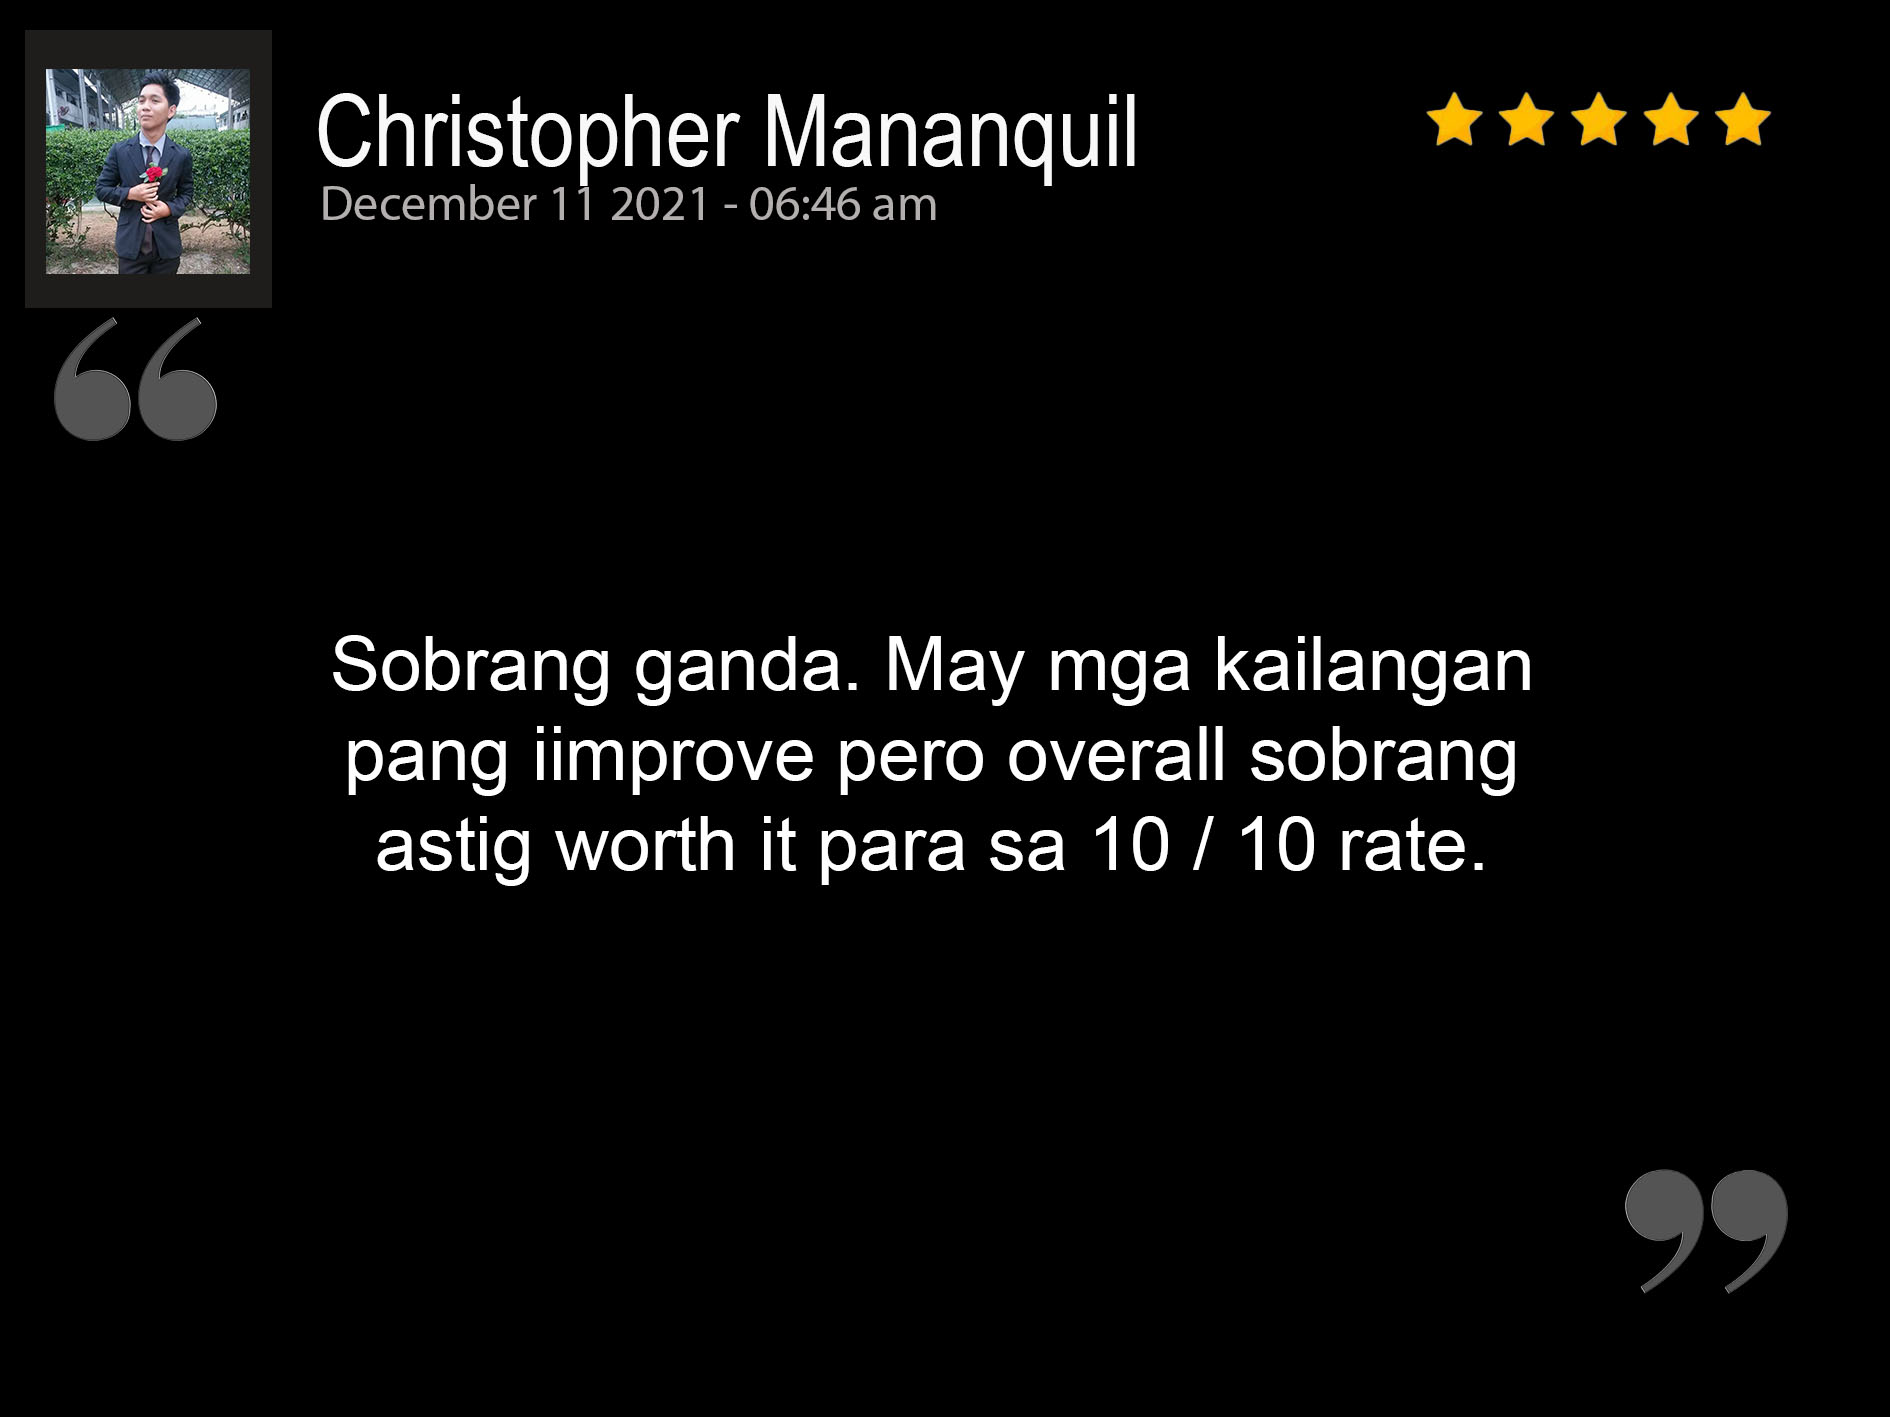 Christopher Mananquil
December 11 2021 - 06:46 am
“
Sobrang ganda. May mga kailangan
pang iimprove pero overall sobrang
astig worth it para sa 10 / 10 rate.
”